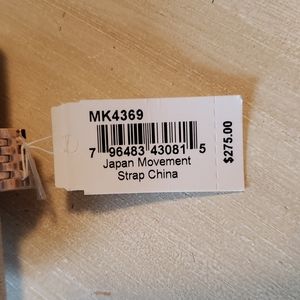 MK4369
7 96483 43081 5
Japan Movement
Strap China
$275.00